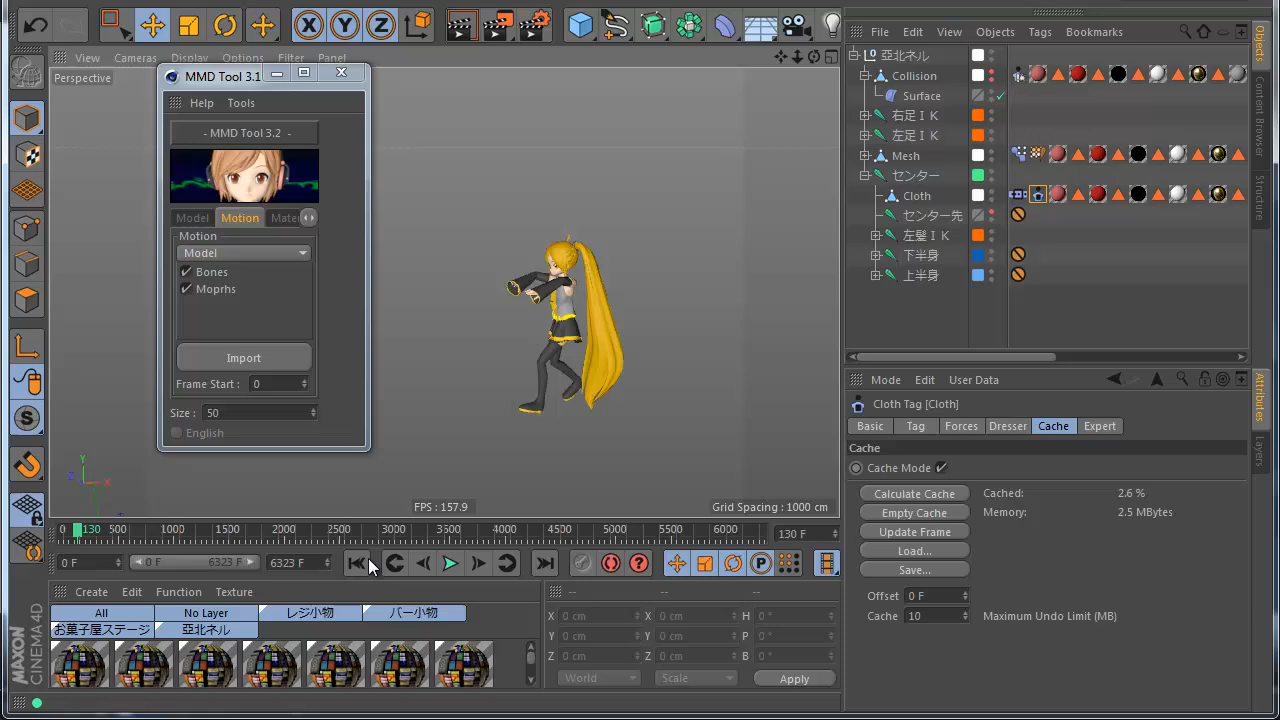 View Cameras Display Options Filter Panel
Perspective
MMD Tool 3.1
Help Tools
- MMD Tool 3.2 -
Model Motion Mate
Motion
Model
Bones
Moprhs
Import
Frame Start : 0
Size : 50
English
Y
Z X
FPS : 157.9
Grid Spacing : 1000 cm
0 130 500 1000 1500 2000 2500 3000 3500 4000 4500 5000 5500 6000
130 F
0 F
0 F 6323 F
6323 F
Create Edit Function Texture
All No Layer レジ小物 バー小物
お菓子屋ステージ 亞北ネル
MAXON
CINEMA 4D
-- -- --
X 0 cm X 0 cm H 0 °
Y 0 cm Y 0 cm P 0 °
Z 0 cm Z 0 cm B 0 °
World Scale Apply
File Edit View Objects Tags Bookmarks
亞北ネル
Collision
Surface
右足ＩＫ
左足ＩＫ
Mesh
センター
Cloth
センター先
左髪ＩＫ
下半身
上半身
Objects
Content Browser
Structure
Mode Edit User Data
Cloth Tag [Cloth]
Basic Tag Forces Dresser Cache Expert
Cache
Cache Mode
Calculate Cache Cached: 2.6 %
Empty Cache Memory: 2.5 MBytes
Update Frame
Load...
Save...
Offset 0 F
Cache 10 Maximum Undo Limit (MB)
Attributes
Layers